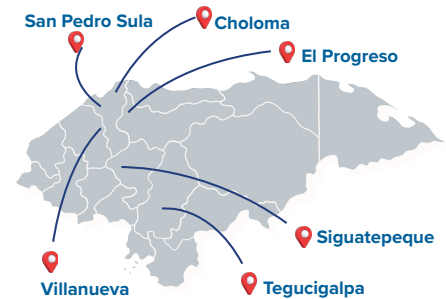 San Pedro Sula
Choloma
El Progreso
Siguatepeque
Tegucigalpa
Villanueva